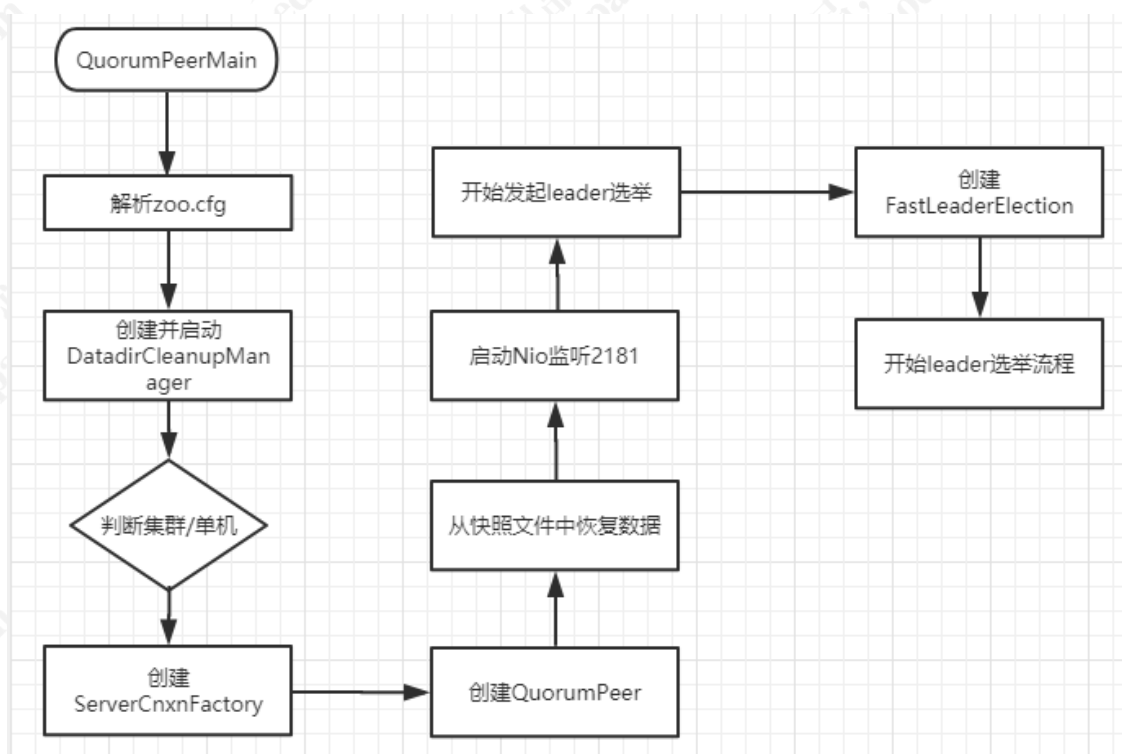 QuorumPeerMain
解析zoo.cfg
创建并启动
DatadirCleanupMan
ager
判断集群/单机
创建
ServerCnxnFactory
创建QuorumPeer
从快照文件中恢复数据
启动Nio监听2181
开始发起leader选举
创建
FastLeaderElection
开始leader选举流程